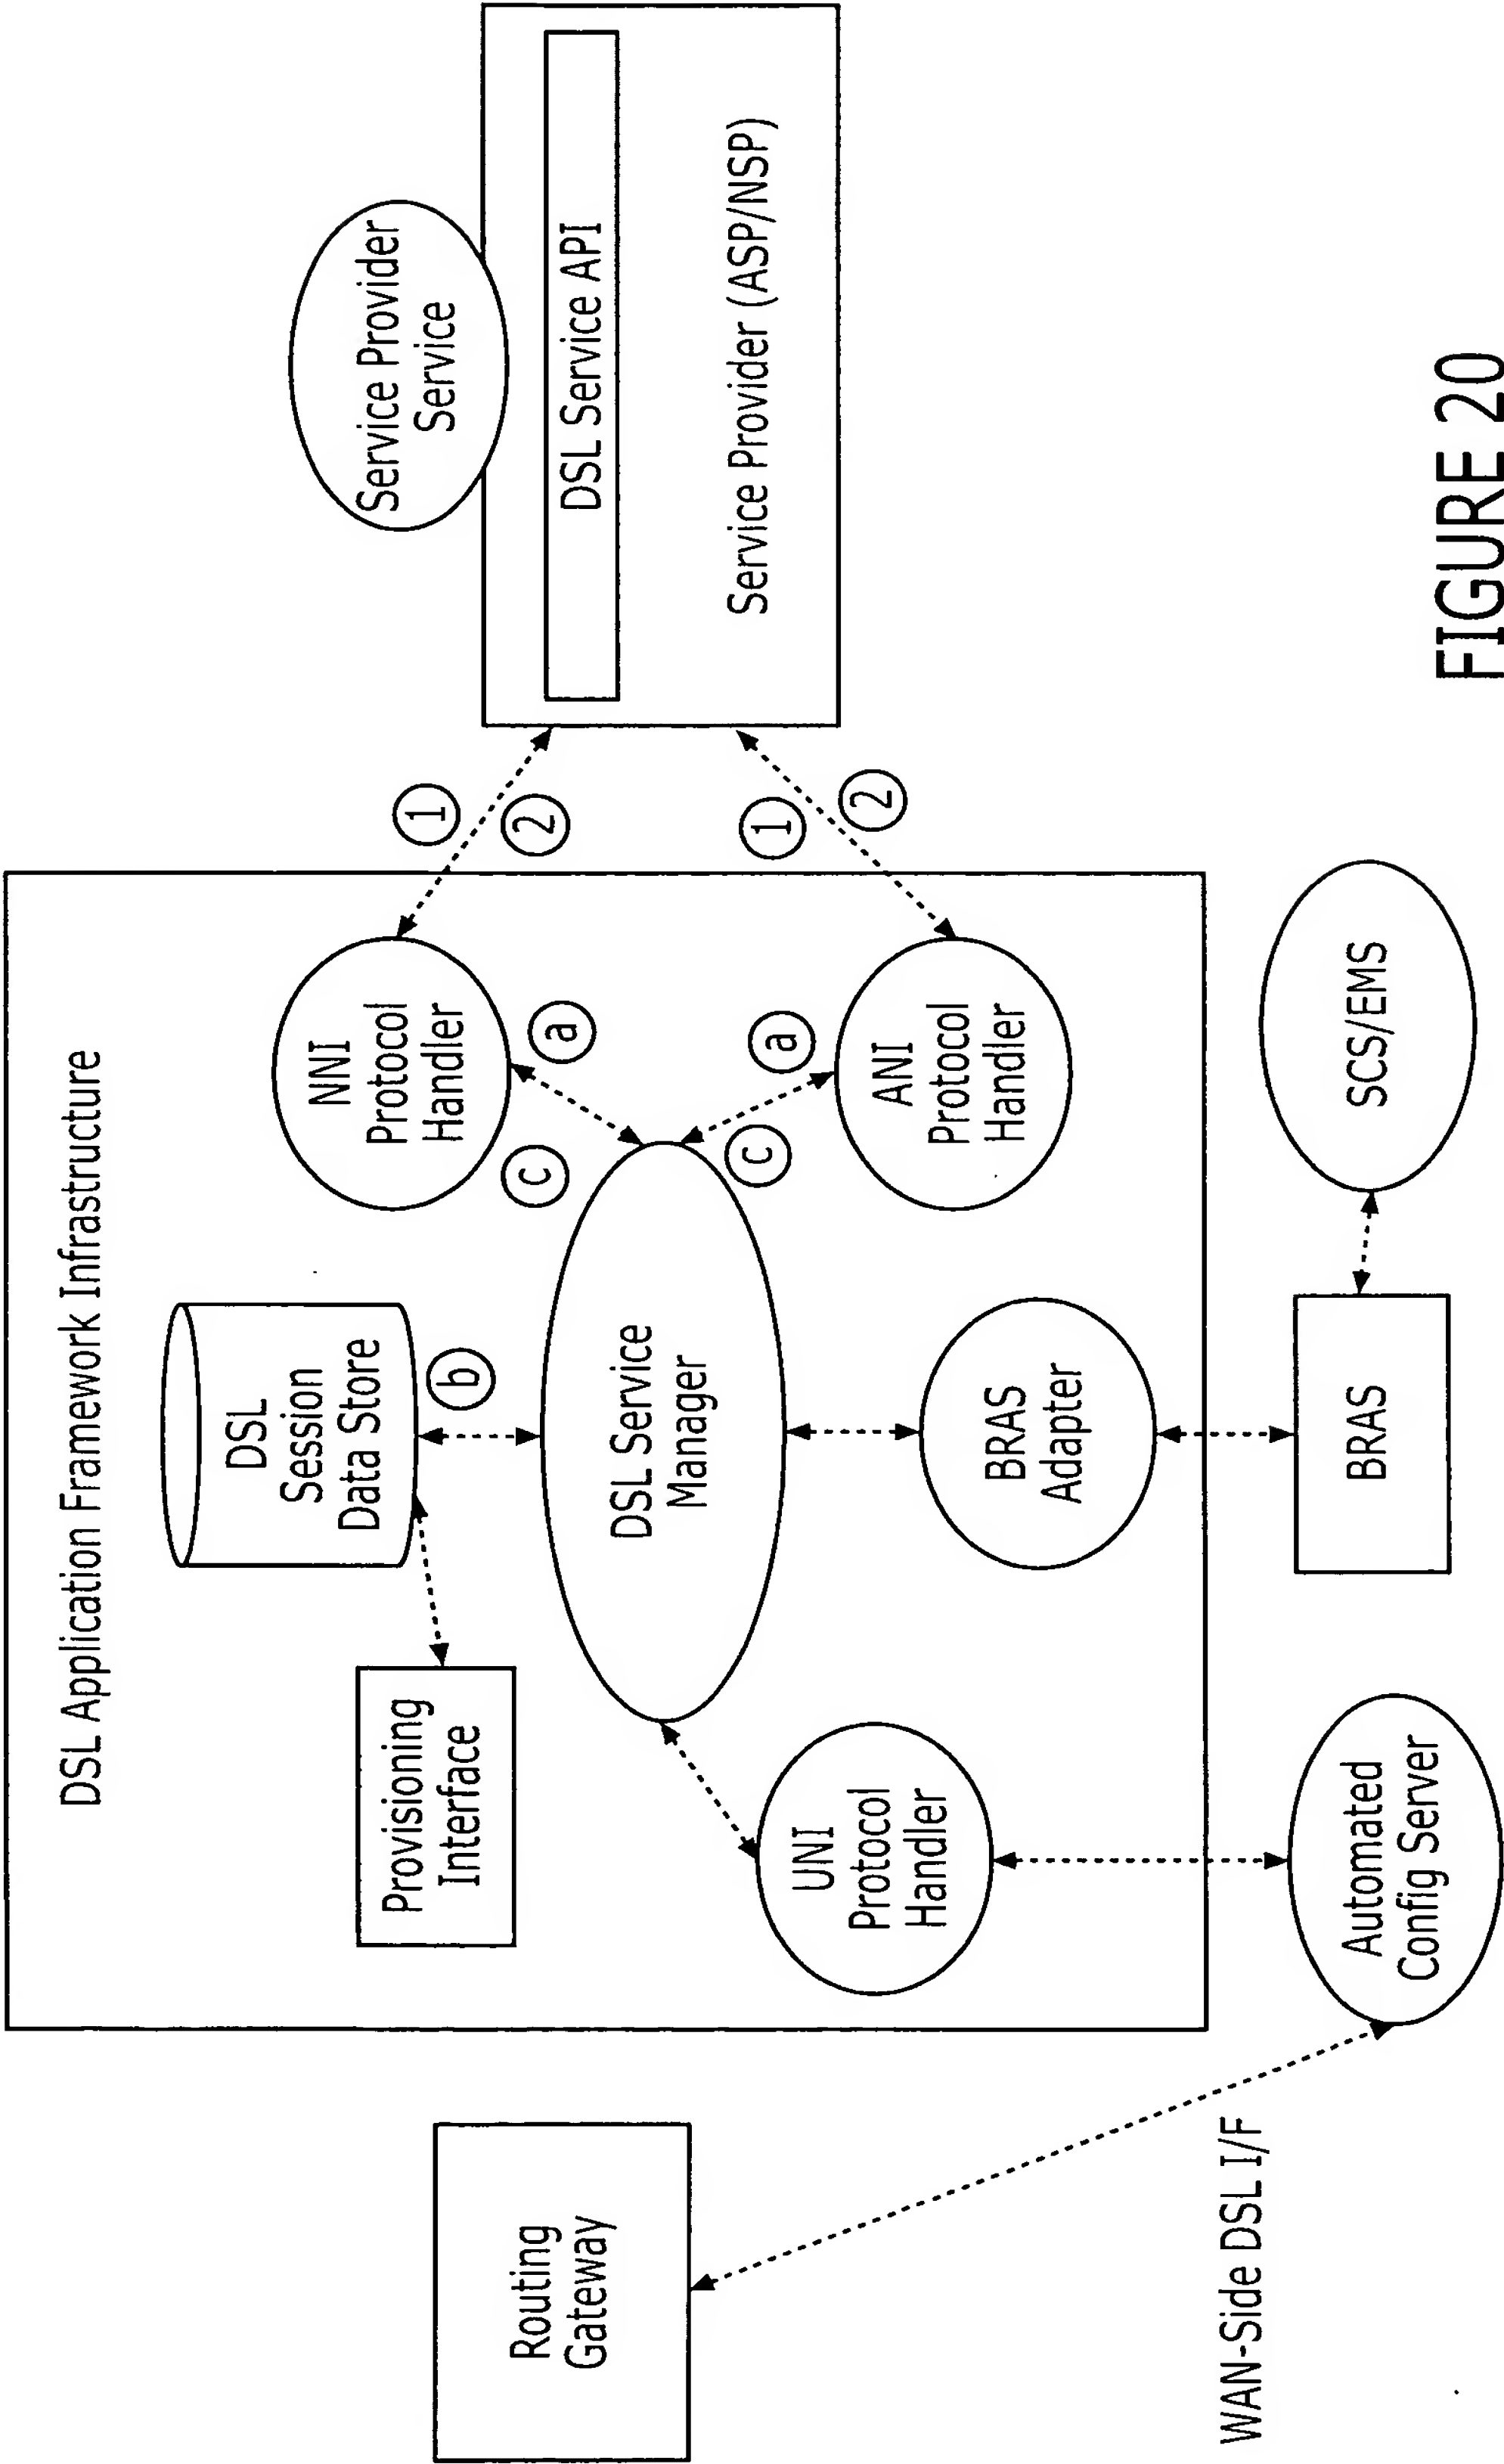 DSL Application Framework Infrastructure
Routing
Gateway
Provisioning
Interface
DSL
Session
Data Store
b
NNI
Protocol
Handler
1
2
a
c
Service Provider
Service
DSL Service API
Service Provider (ASP/NSP)
DSL Service
Manager
UNI
Protocol
Handler
BRAS
Adapter
ANI
Protocol
Handler
a
c
1
2
WAN-Side DSL I/F
Automated
Config Server
BRAS
SCS/EMS
FIGURE 20